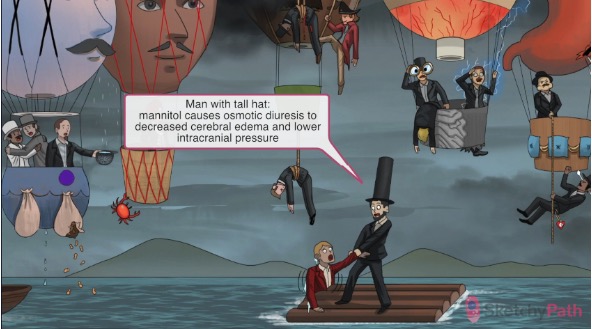 Man with tall hat:
mannitol causes osmotic diuresis to
decreased cerebral edema and lower
intracranial pressure
SketchyPath